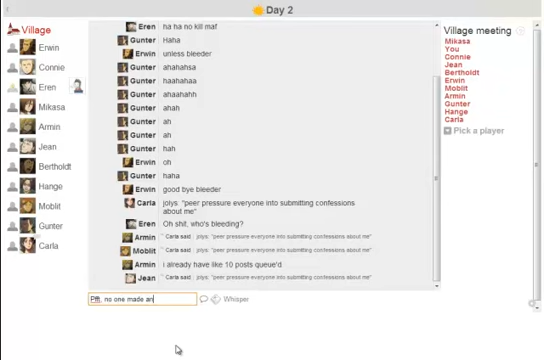 Day 2
Village
Erwin
Connie
Eren
Mikasa
Armin
Jean
Bertholdt
Hange
Moblit
Gunter
Carla
Eren ha ha no kill maf
Gunter Haha
Erwin unless bleeder
Gunter ahahahsa
Gunter haahahaa
Gunter ahaahahh
Gunter ahah
Gunter ah
Gunter ah
Gunter hah
Erwin oh
Gunter haha
Erwin good bye bleeder
Carla jolys: "peer pressure everyone into submitting confessions
about me"
Eren Oh shit, who's bleeding?
Armin Carla said: jolys: "peer pressure everyone into submitting confessions about me"
Moblit Carla said: jolys: "peer pressure everyone into submitting confessions about me"
Armin i already have like 10 posts queue'd
Jean Carla said: jolys: "peer pressure everyone into submitting confessions about me"
Pfft, no one made an
Whisper
Village meeting
Mikasa
You
Connie
Jean
Bertholdt
Erwin
Moblit
Armin
Gunter
Hange
Carla
Pick a player